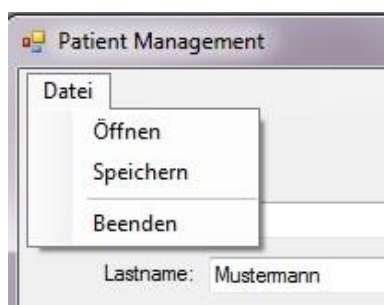 Patient Management
Datei
Öffnen
Speichern
Beenden
Lastname: Mustermann